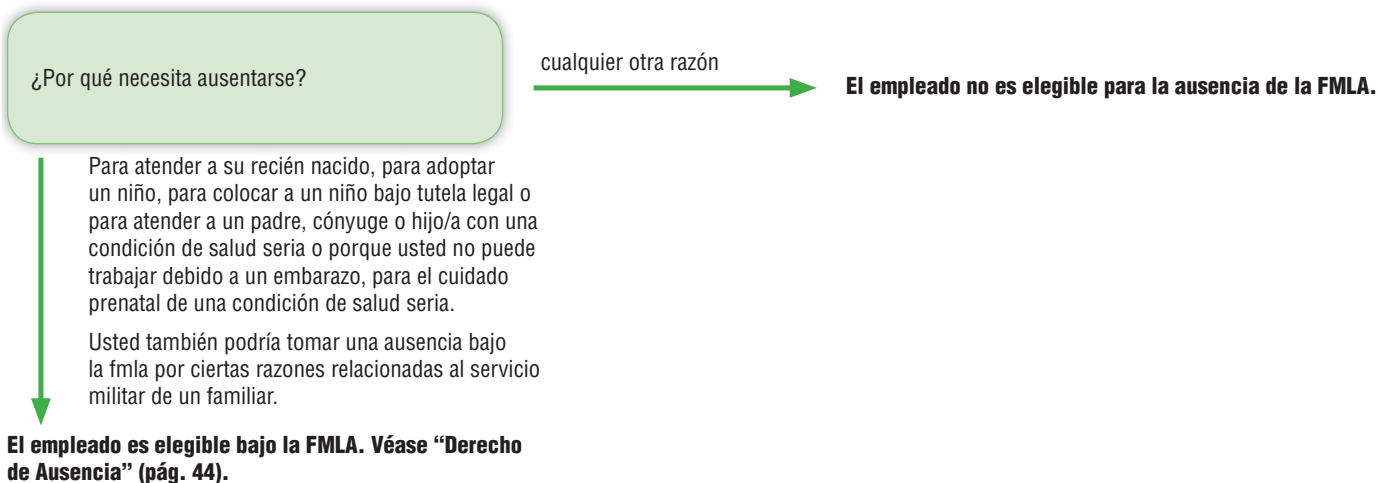 ¿Por qué necesita ausentarse?
cualquier otra razón
El empleado no es elegible para la ausencia de la FMLA.
Para atender a su recién nacido, para adoptar
un niño, para colocar a un niño bajo tutela legal o
para atender a un padre, cónyuge o hijo/a con una
condición de salud seria o porque usted no puede
trabajar debido a un embarazo, para el cuidado
prenatal de una condición de salud seria.
Usted también podría tomar una ausencia bajo
la fmla por ciertas razones relacionadas al servicio
militar de un familiar.
El empleado es elegible bajo la FMLA. Véase “Derecho
de Ausencia” (pág. 44).